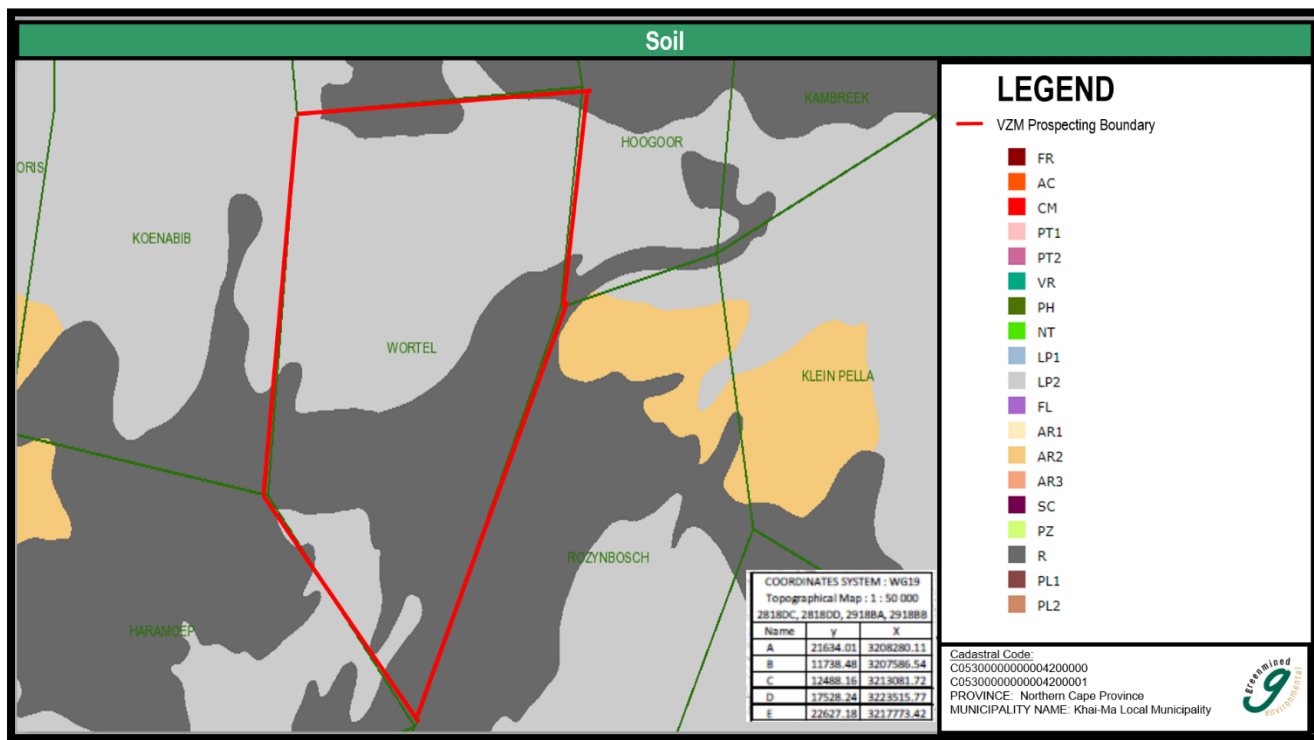 Soil
KAMBREEK
HOOGOOR
ORIS
KOENABIB
WORTEL
KLEIN PELLA
ROZYNBOSCH
HARAMOEP
COORDINATES SYSTEM : WG19
Topographical Map : 1 : 50 000
2818DC, 2818DD, 2918BA, 2918BB
Name y X
A 21634.01 3208280.11
B 11738.48 3207586.54
C 12488.16 3213081.72
D 17528.24 3223515.77
E 22627.18 3217773.42
LEGEND
VZM Prospecting Boundary
FR
AC
CM
PT1
PT2
VR
PH
NT
LP1
LP2
FL
AR1
AR2
AR3
SC
PZ
R
PL1
PL2
Cadastral Code:
C05300000000004200000
C05300000000004200001
PROVINCE: Northern Cape Province
MUNICIPALITY NAME: Khai-Ma Local Municipality
greenmined
environmental